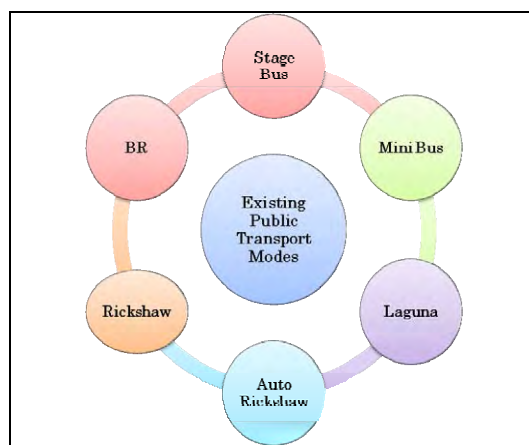 Stage
Bus
BR
Mini Bus
Existing
Public
Transport
Modes
Rickshaw
Laguna
Auto
Rickshaw